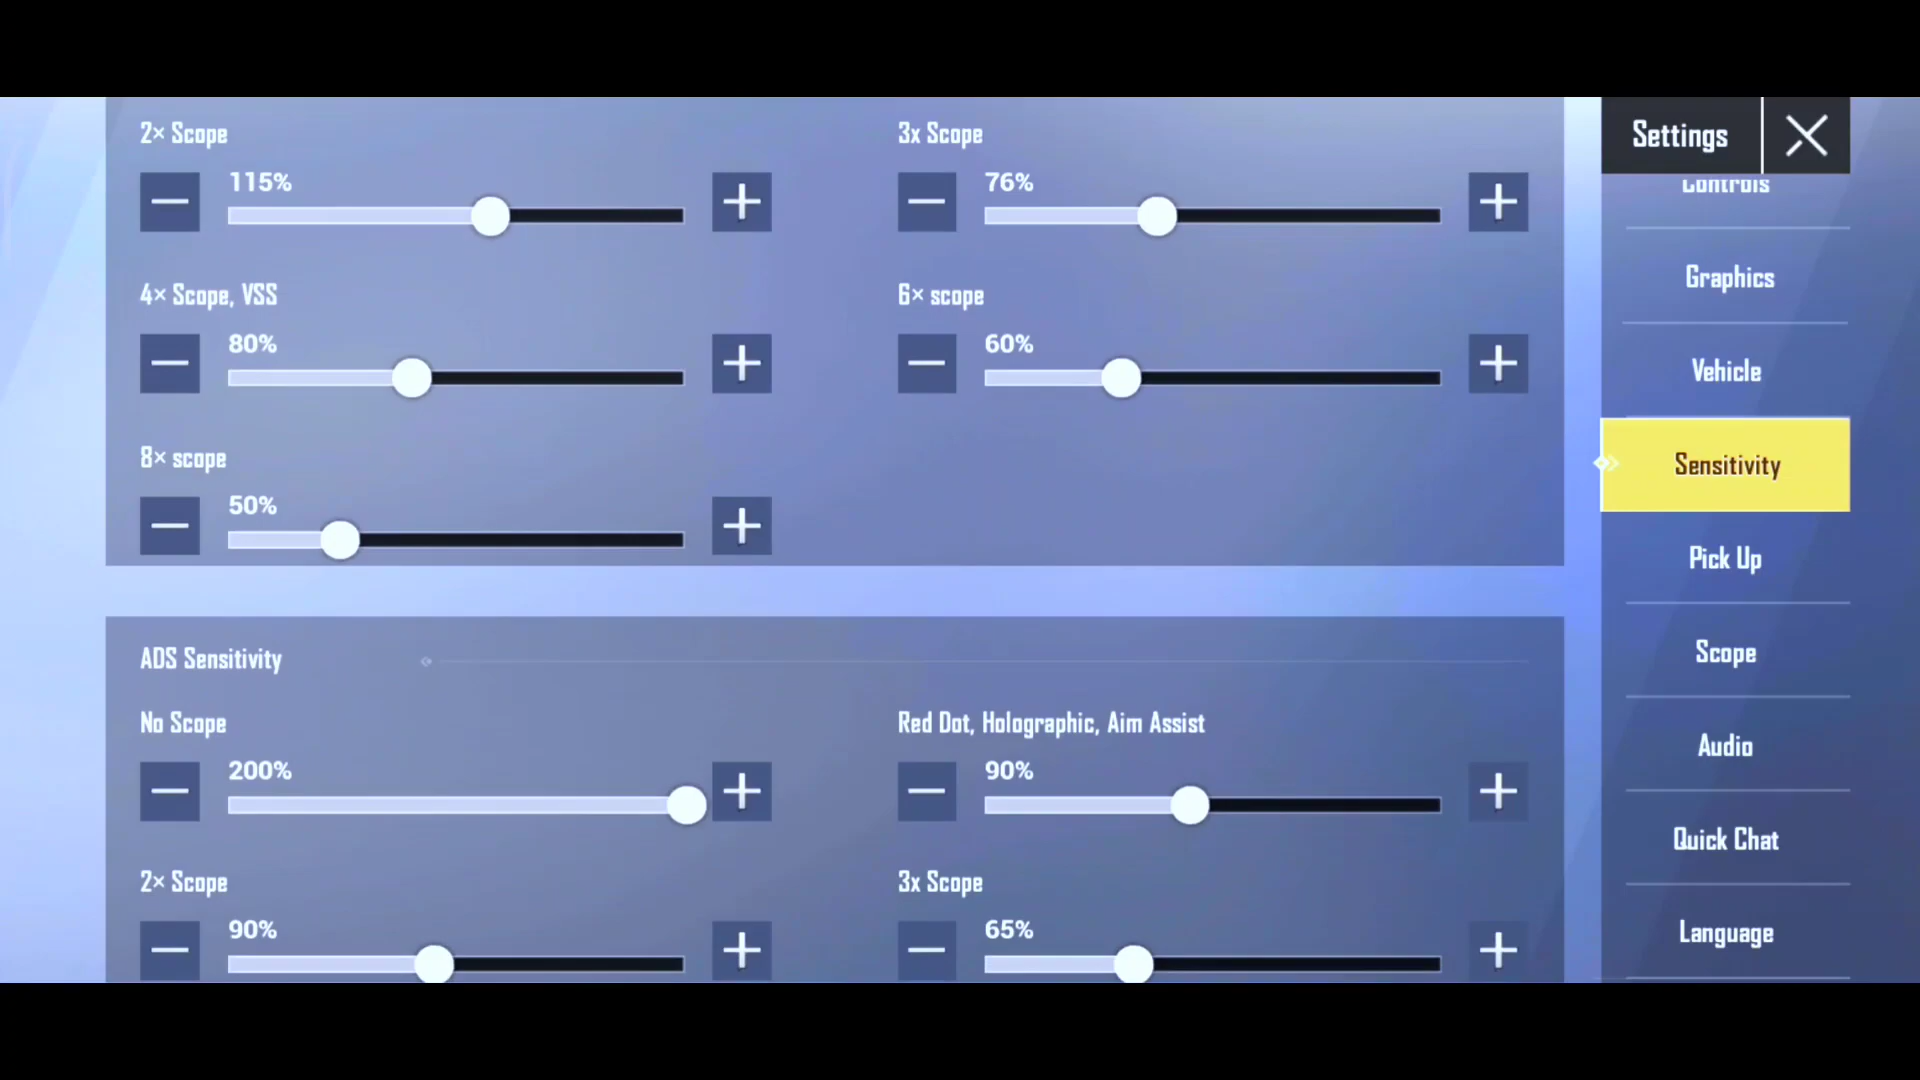 2× Scope
115%
3x Scope
76%
4× Scope, VSS
80%
6× scope
60%
8× scope
50%
ADS Sensitivity
No Scope
200%
Red Dot, Holographic, Aim Assist
90%
2× Scope
90%
3x Scope
65%
Settings
Controls
Graphics
Vehicle
Sensitivity
Pick Up
Scope
Audio
Quick Chat
Language